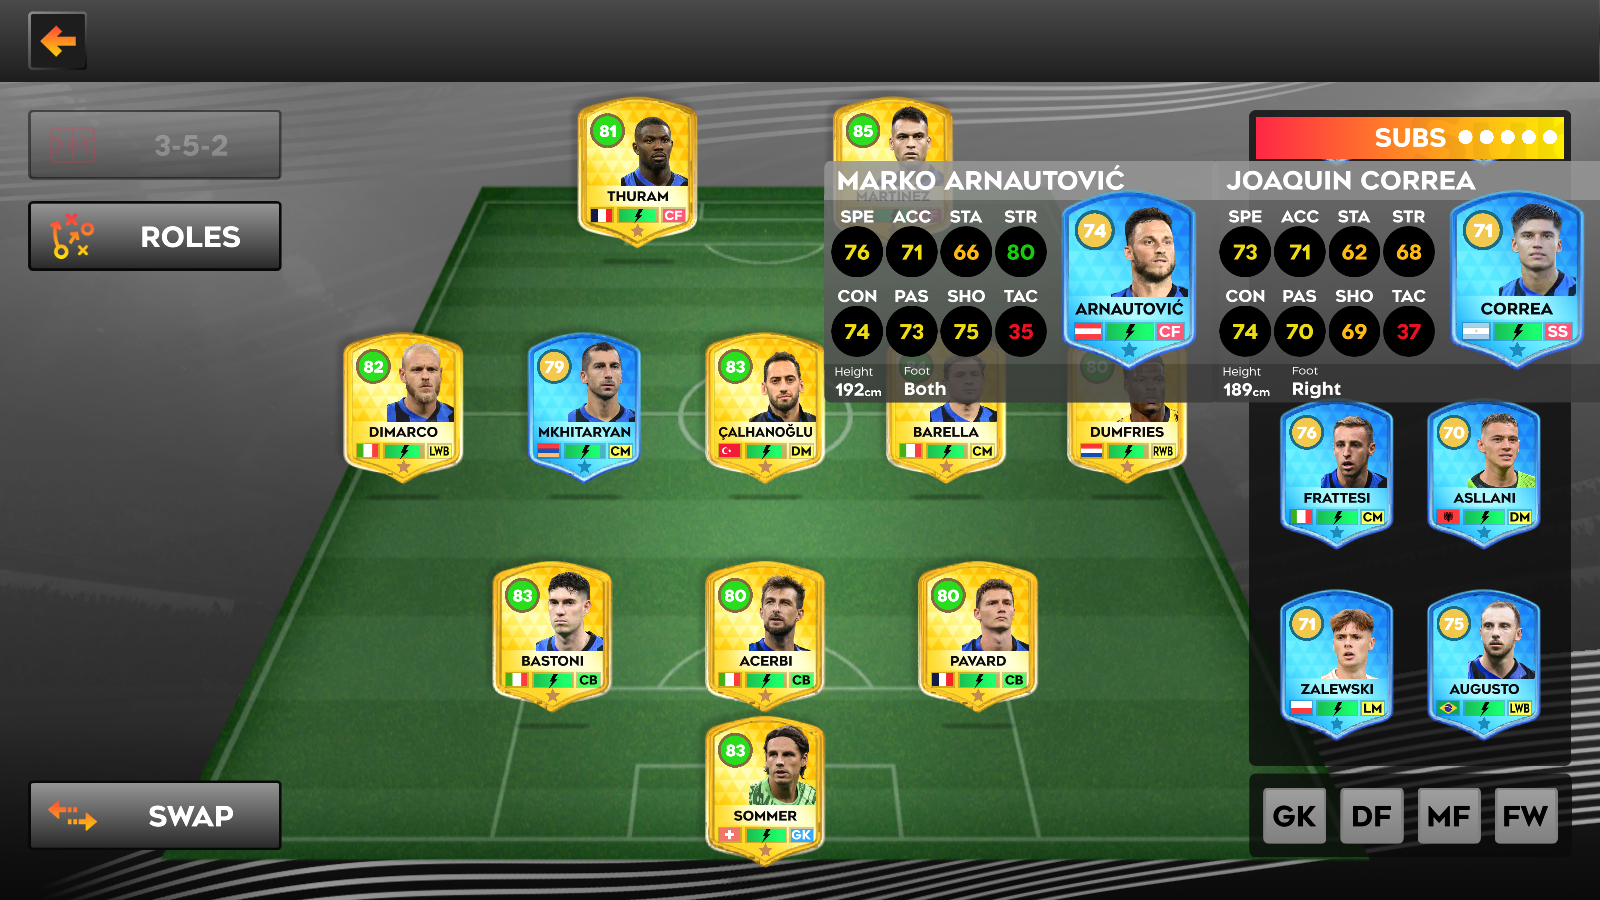 3-5-2
ROLES
SWAP
81
THURAM
CF
85
MARTÍNEZ
SUBS
MARKO ARNAUTOVIĆ
SPE ACC STA STR
76 71 66 80
CON PAS SHO TAC
74 73 75 35
Height Foot
192cm Both
74
ARNAUTOVIĆ
CF
JOAQUIN CORREA
SPE ACC STA STR
73 71 62 68
CON PAS SHO TAC
74 70 69 37
Height Foot
189cm Right
71
CORREA
SS
82
DIMARCO
LWB
79
MKHITARYAN
CM
83
ÇALHANOĞLU
DM
BARELLA
CM
80
DUMFRIES
RWB
76
FRATTESI
CM
70
ASLLANI
DM
83
BASTONI
CB
80
ACERBI
CB
80
PAVARD
CB
71
ZALEWSKI
LM
75
AUGUSTO
LWB
83
SOMMER
GK
GK DF MF FW